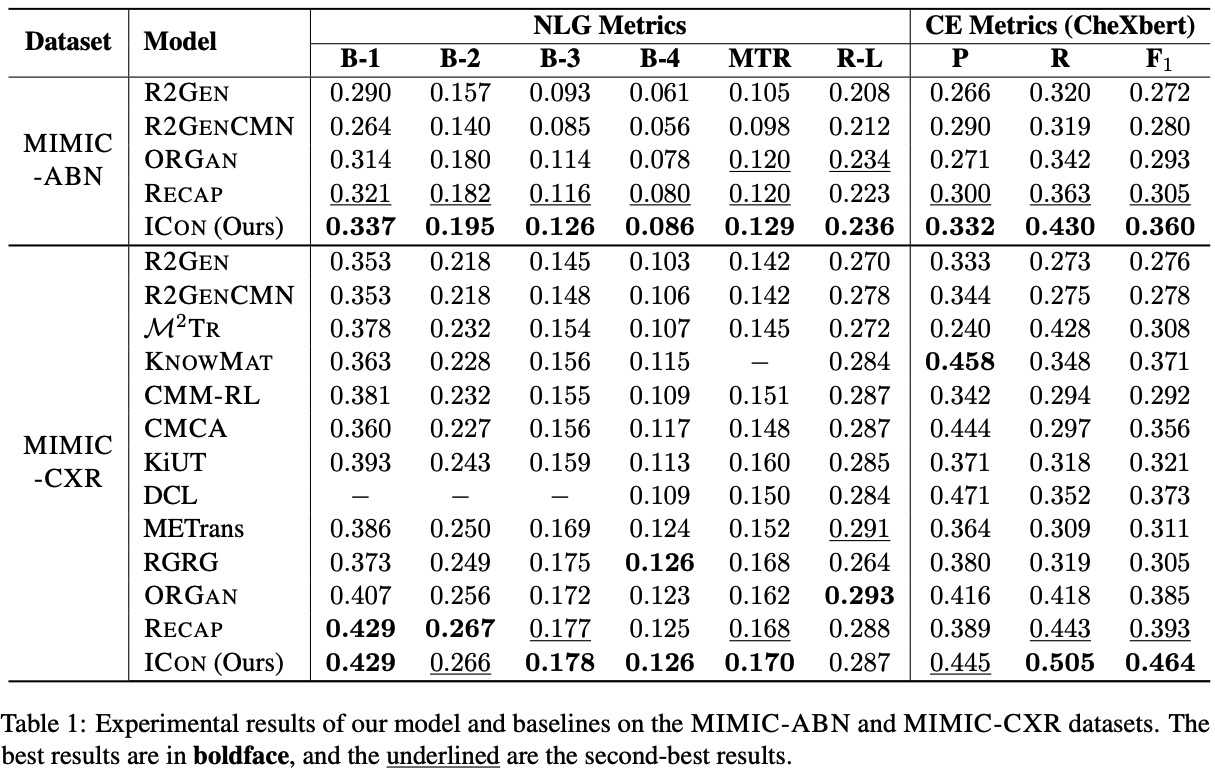 Dataset Model NLG Metrics CE Metrics (CheXbert)
B-1 B-2 B-3 B-4 MTR R-L P R F1
MIMIC-ABN
R2GEN 0.290 0.157 0.093 0.061 0.105 0.208 0.266 0.320 0.272
R2GENCMN 0.264 0.140 0.085 0.056 0.098 0.212 0.290 0.319 0.280
ORGAN 0.314 0.180 0.114 0.078 0.120 0.234 0.271 0.342 0.293
RECAP 0.321 0.182 0.116 0.080 0.120 0.223 0.300 0.363 0.305
ICON (Ours) 0.337 0.195 0.126 0.086 0.129 0.236 0.332 0.430 0.360
MIMIC-CXR
R2GEN 0.353 0.218 0.145 0.103 0.142 0.270 0.333 0.273 0.276
R2GENCMN 0.353 0.218 0.148 0.106 0.142 0.278 0.344 0.275 0.278
M²TR 0.378 0.232 0.154 0.107 0.145 0.272 0.240 0.428 0.308
KNOWMAT 0.363 0.228 0.156 0.115 − 0.284 0.458 0.348 0.371
CMM-RL 0.381 0.232 0.155 0.109 0.151 0.287 0.342 0.294 0.292
CMCA 0.360 0.227 0.156 0.117 0.148 0.287 0.444 0.297 0.356
KiUT 0.393 0.243 0.159 0.113 0.160 0.285 0.371 0.318 0.321
DCL − − − 0.109 0.150 0.284 0.471 0.352 0.373
METrans 0.386 0.250 0.169 0.124 0.152 0.291 0.364 0.309 0.311
RGRG 0.373 0.249 0.175 0.126 0.168 0.264 0.380 0.319 0.305
ORGAN 0.407 0.256 0.172 0.123 0.162 0.293 0.416 0.418 0.385
RECAP 0.429 0.267 0.177 0.125 0.168 0.288 0.389 0.443 0.393
ICON (Ours) 0.429 0.266 0.178 0.126 0.170 0.287 0.445 0.505 0.464
Table 1: Experimental results of our model and baselines on the MIMIC-ABN and MIMIC-CXR datasets. The
best results are in boldface, and the underlined are the second-best results.